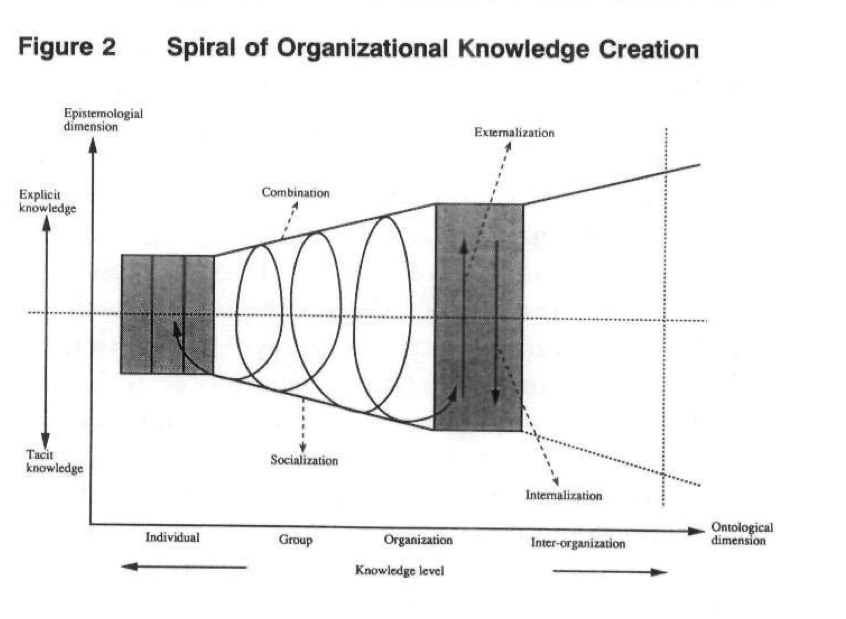 Figure 2 Spiral of Organizational Knowledge Creation
Epistemologial
dimension
Externalization
Explicit
knowledge
Combination
Tacit
knowledge
Socialization
Internalization
Individual
Group
Organization
Inter-organization
Ontological
dimension
Knowledge level